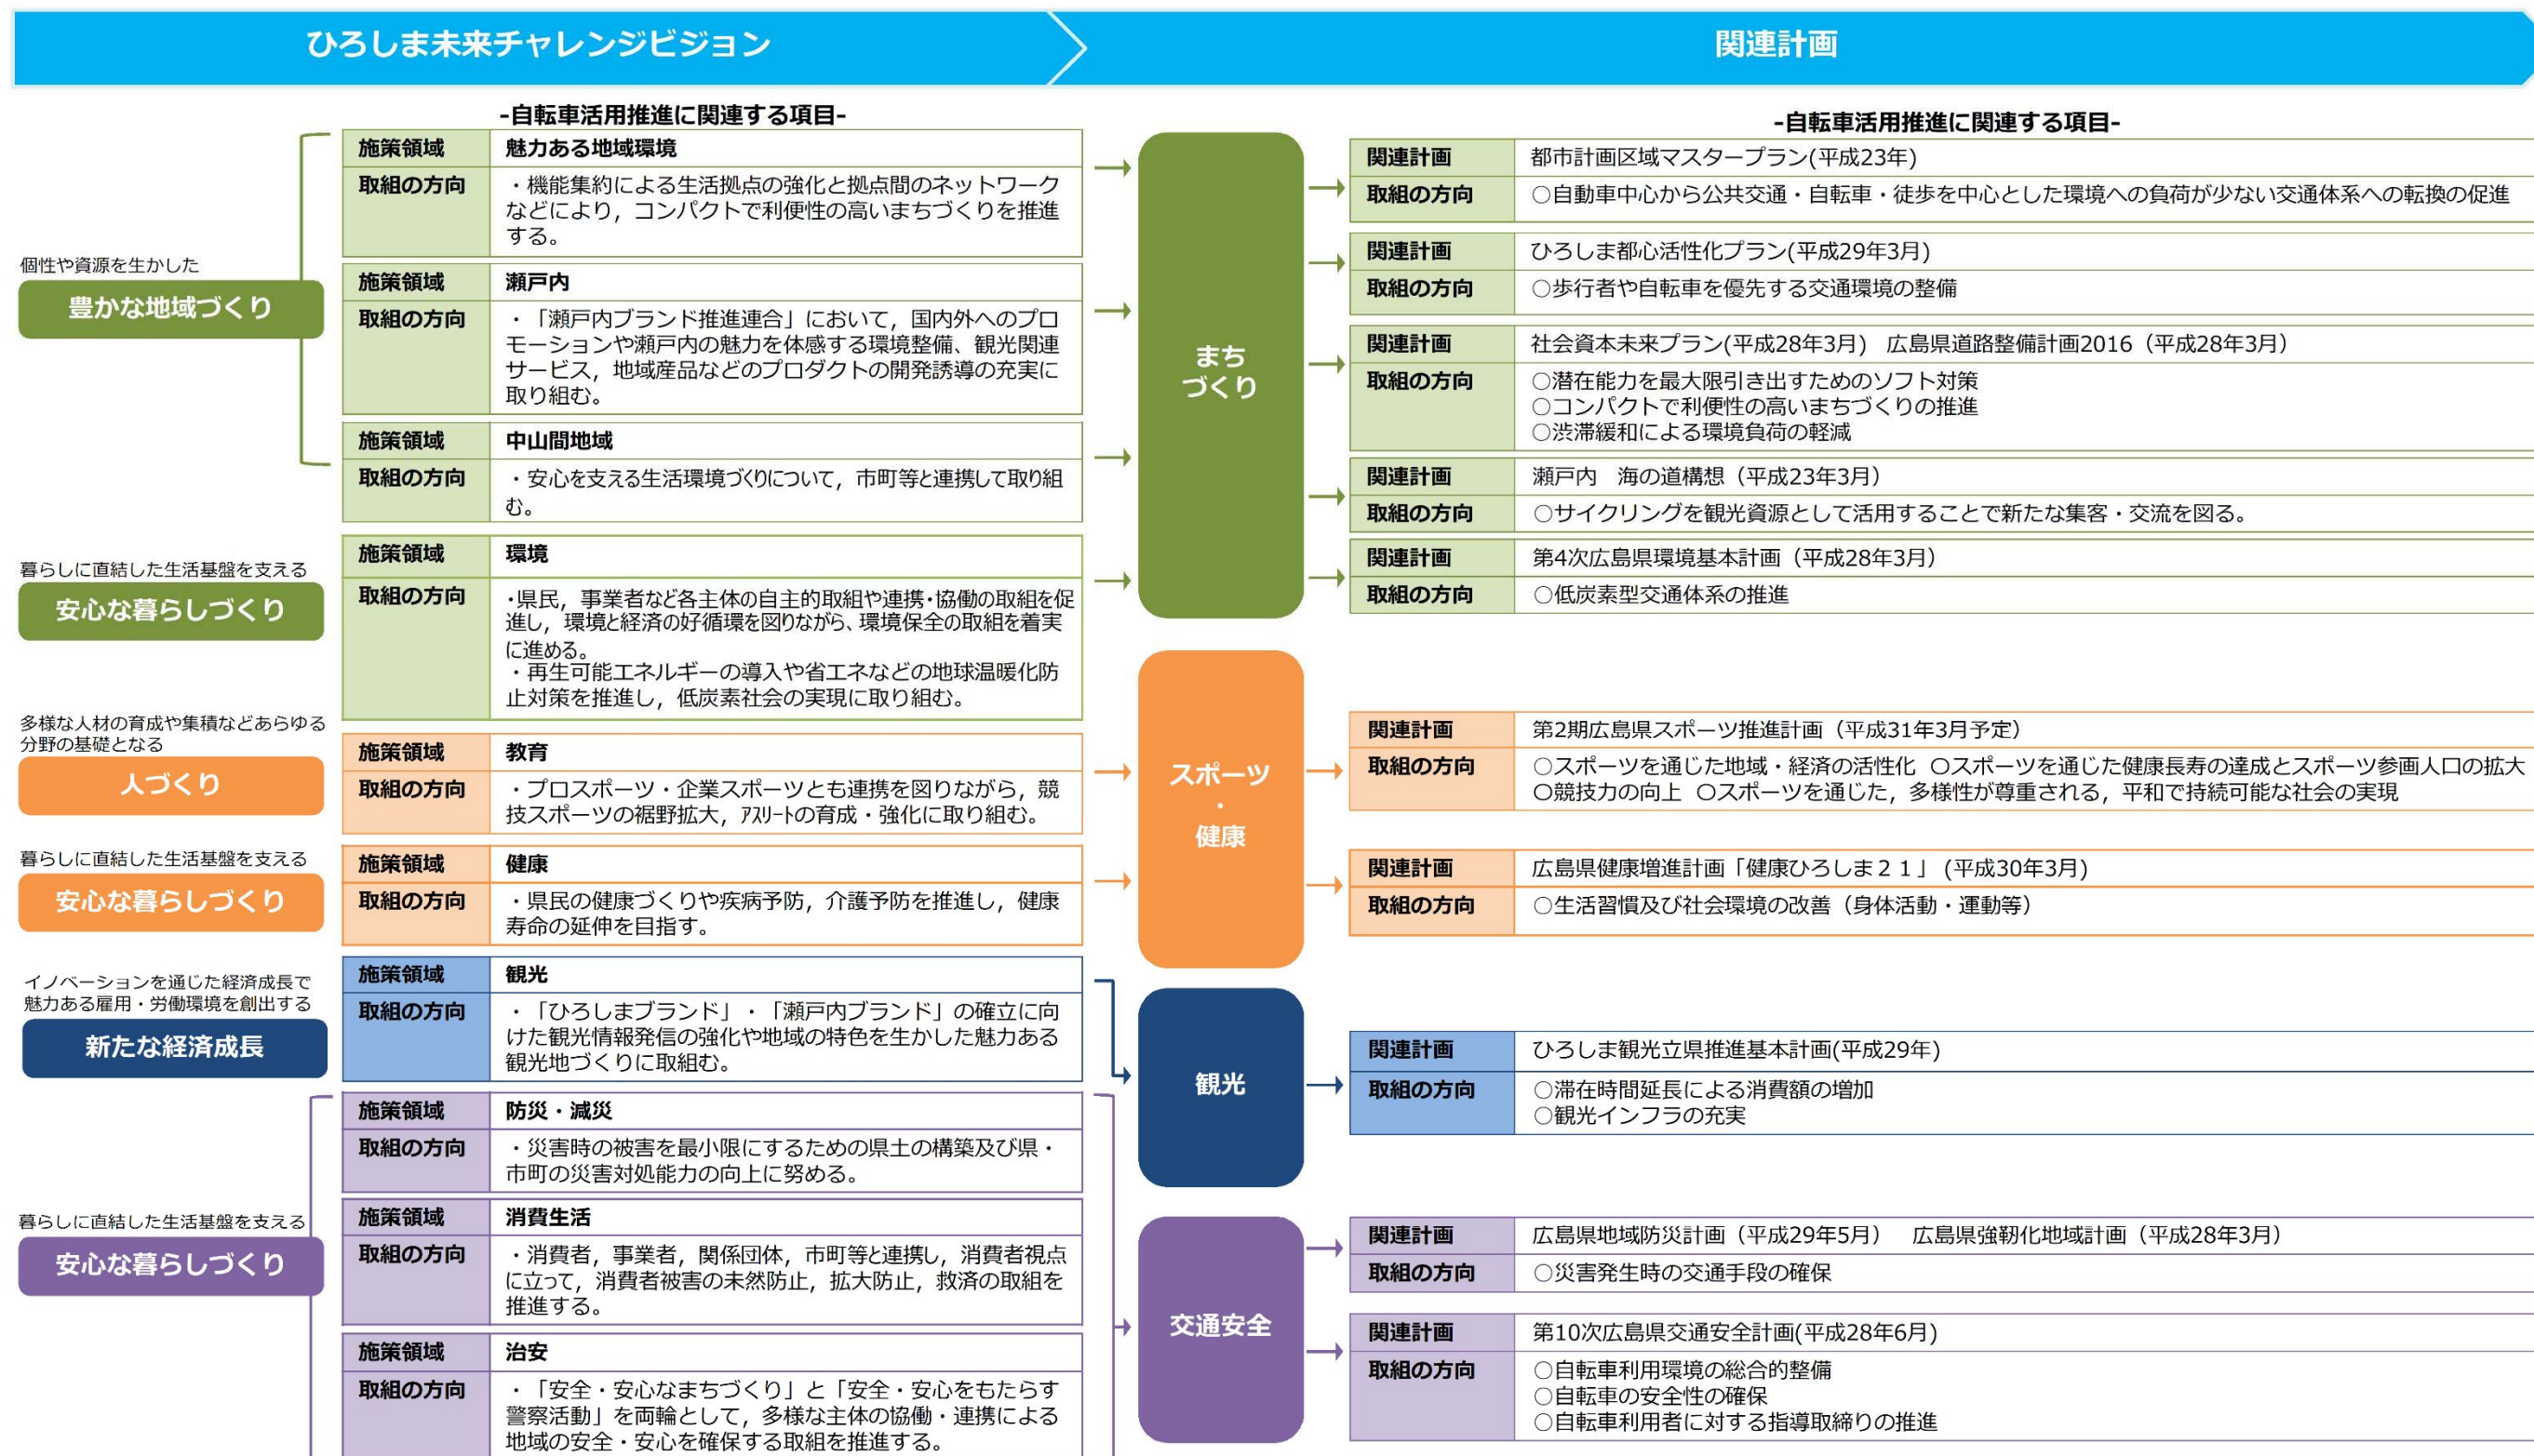 ひろしま未来チャレンジビジョン
関連計画
-自転車活用推進に関連する項目-
個性や資源を生かした
豊かな地域づくり
施策領域 魅力ある地域環境
取組の方向 ・機能集約による生活拠点の強化と拠点間のネットワーク
などにより，コンパクトで利便性の高いまちづくりを推進
する。
施策領域 瀬戸内
取組の方向 ・「瀬戸内ブランド推進連合」において，国内外へのプロ
モーションや瀬戸内の魅力を体感する環境整備、観光関連
サービス，地域産品などのプロダクトの開発誘導の充実に
取り組む。
施策領域 中山間地域
取組の方向 ・安心を支える生活環境づくりについて，市町等と連携して取り組
む。
暮らしに直結した生活基盤を支える
安心な暮らしづくり
施策領域 環境
取組の方向 ・県民，事業者など各主体の自主的取組や連携・協働の取組を促
進し，環境と経済の好循環を図りながら、環境保全の取組を着実
に進める。
・再生可能エネルギーの導入や省エネなどの地球温暖化防
止対策を推進し，低炭素社会の実現に取り組む。
多様な人材の育成や集積などあらゆる
分野の基礎となる
人づくり
施策領域 教育
取組の方向 ・プロスポーツ・企業スポーツとも連携を図りながら，競
技スポーツの裾野拡大，ｱｽﾘｰﾄの育成・強化に取り組む。
暮らしに直結した生活基盤を支える
安心な暮らしづくり
施策領域 健康
取組の方向 ・県民の健康づくりや疾病予防，介護予防を推進し，健康
寿命の延伸を目指す。
イノベーションを通じた経済成長で
魅力ある雇用・労働環境を創出する
新たな経済成長
施策領域 観光
取組の方向 ・「ひろしまブランド」・「瀬戸内ブランド」の確立に向
けた観光情報発信の強化や地域の特色を生かした魅力ある
観光地づくりに取組む。
暮らしに直結した生活基盤を支える
安心な暮らしづくり
施策領域 防災・減災
取組の方向 ・災害時の被害を最小限にするための県土の構築及び県・
市町の災害対処能力の向上に努める。
施策領域 消費生活
取組の方向 ・消費者，事業者，関係団体，市町等と連携し，消費者視点
に立って，消費者被害の未然防止，拡大防止，救済の取組を
推進する。
施策領域 治安
取組の方向 ・「安全・安心なまちづくり」と「安全・安心をもたらす
警察活動」を両輪として，多様な主体の協働・連携による
地域の安全・安心を確保する取組を推進する。
まち
づくり
スポーツ
・
健康
観光
交通安全
-自転車活用推進に関連する項目-
関連計画 都市計画区域マスタープラン(平成23年)
取組の方向 ○自動車中心から公共交通・自転車・徒歩を中心とした環境への負荷が少ない交通体系への転換の促進
関連計画 ひろしま都心活性化プラン(平成29年3月)
取組の方向 ○歩行者や自転車を優先する交通環境の整備
関連計画 社会資本未来プラン(平成28年3月) 広島県道路整備計画2016（平成28年3月）
取組の方向 ○潜在能力を最大限引き出すためのソフト対策
○コンパクトで利便性の高いまちづくりの推進
○渋滞緩和による環境負荷の軽減
関連計画 瀬戸内 海の道構想（平成23年3月）
取組の方向 ○サイクリングを観光資源として活用することで新たな集客・交流を図る。
関連計画 第4次広島県環境基本計画（平成28年3月）
取組の方向 ○低炭素型交通体系の推進
関連計画 第2期広島県スポーツ推進計画（平成31年3月予定）
取組の方向 ○スポーツを通じた地域・経済の活性化 〇スポーツを通じた健康長寿の達成とスポーツ参画人口の拡大
〇競技力の向上 〇スポーツを通じた，多様性が尊重される，平和で持続可能な社会の実現
関連計画 広島県健康増進計画「健康ひろしま２１」(平成30年3月)
取組の方向 ○生活習慣及び社会環境の改善（身体活動・運動等）
関連計画 ひろしま観光立県推進基本計画(平成29年)
取組の方向 ○滞在時間延長による消費額の増加
○観光インフラの充実
関連計画 広島県地域防災計画（平成29年5月） 広島県強靭化地域計画（平成28年3月）
取組の方向 ○災害発生時の交通手段の確保
関連計画 第10次広島県交通安全計画(平成28年6月)
取組の方向 ○自転車利用環境の総合的整備
○自転車の安全性の確保
○自転車利用者に対する指導取締りの推進